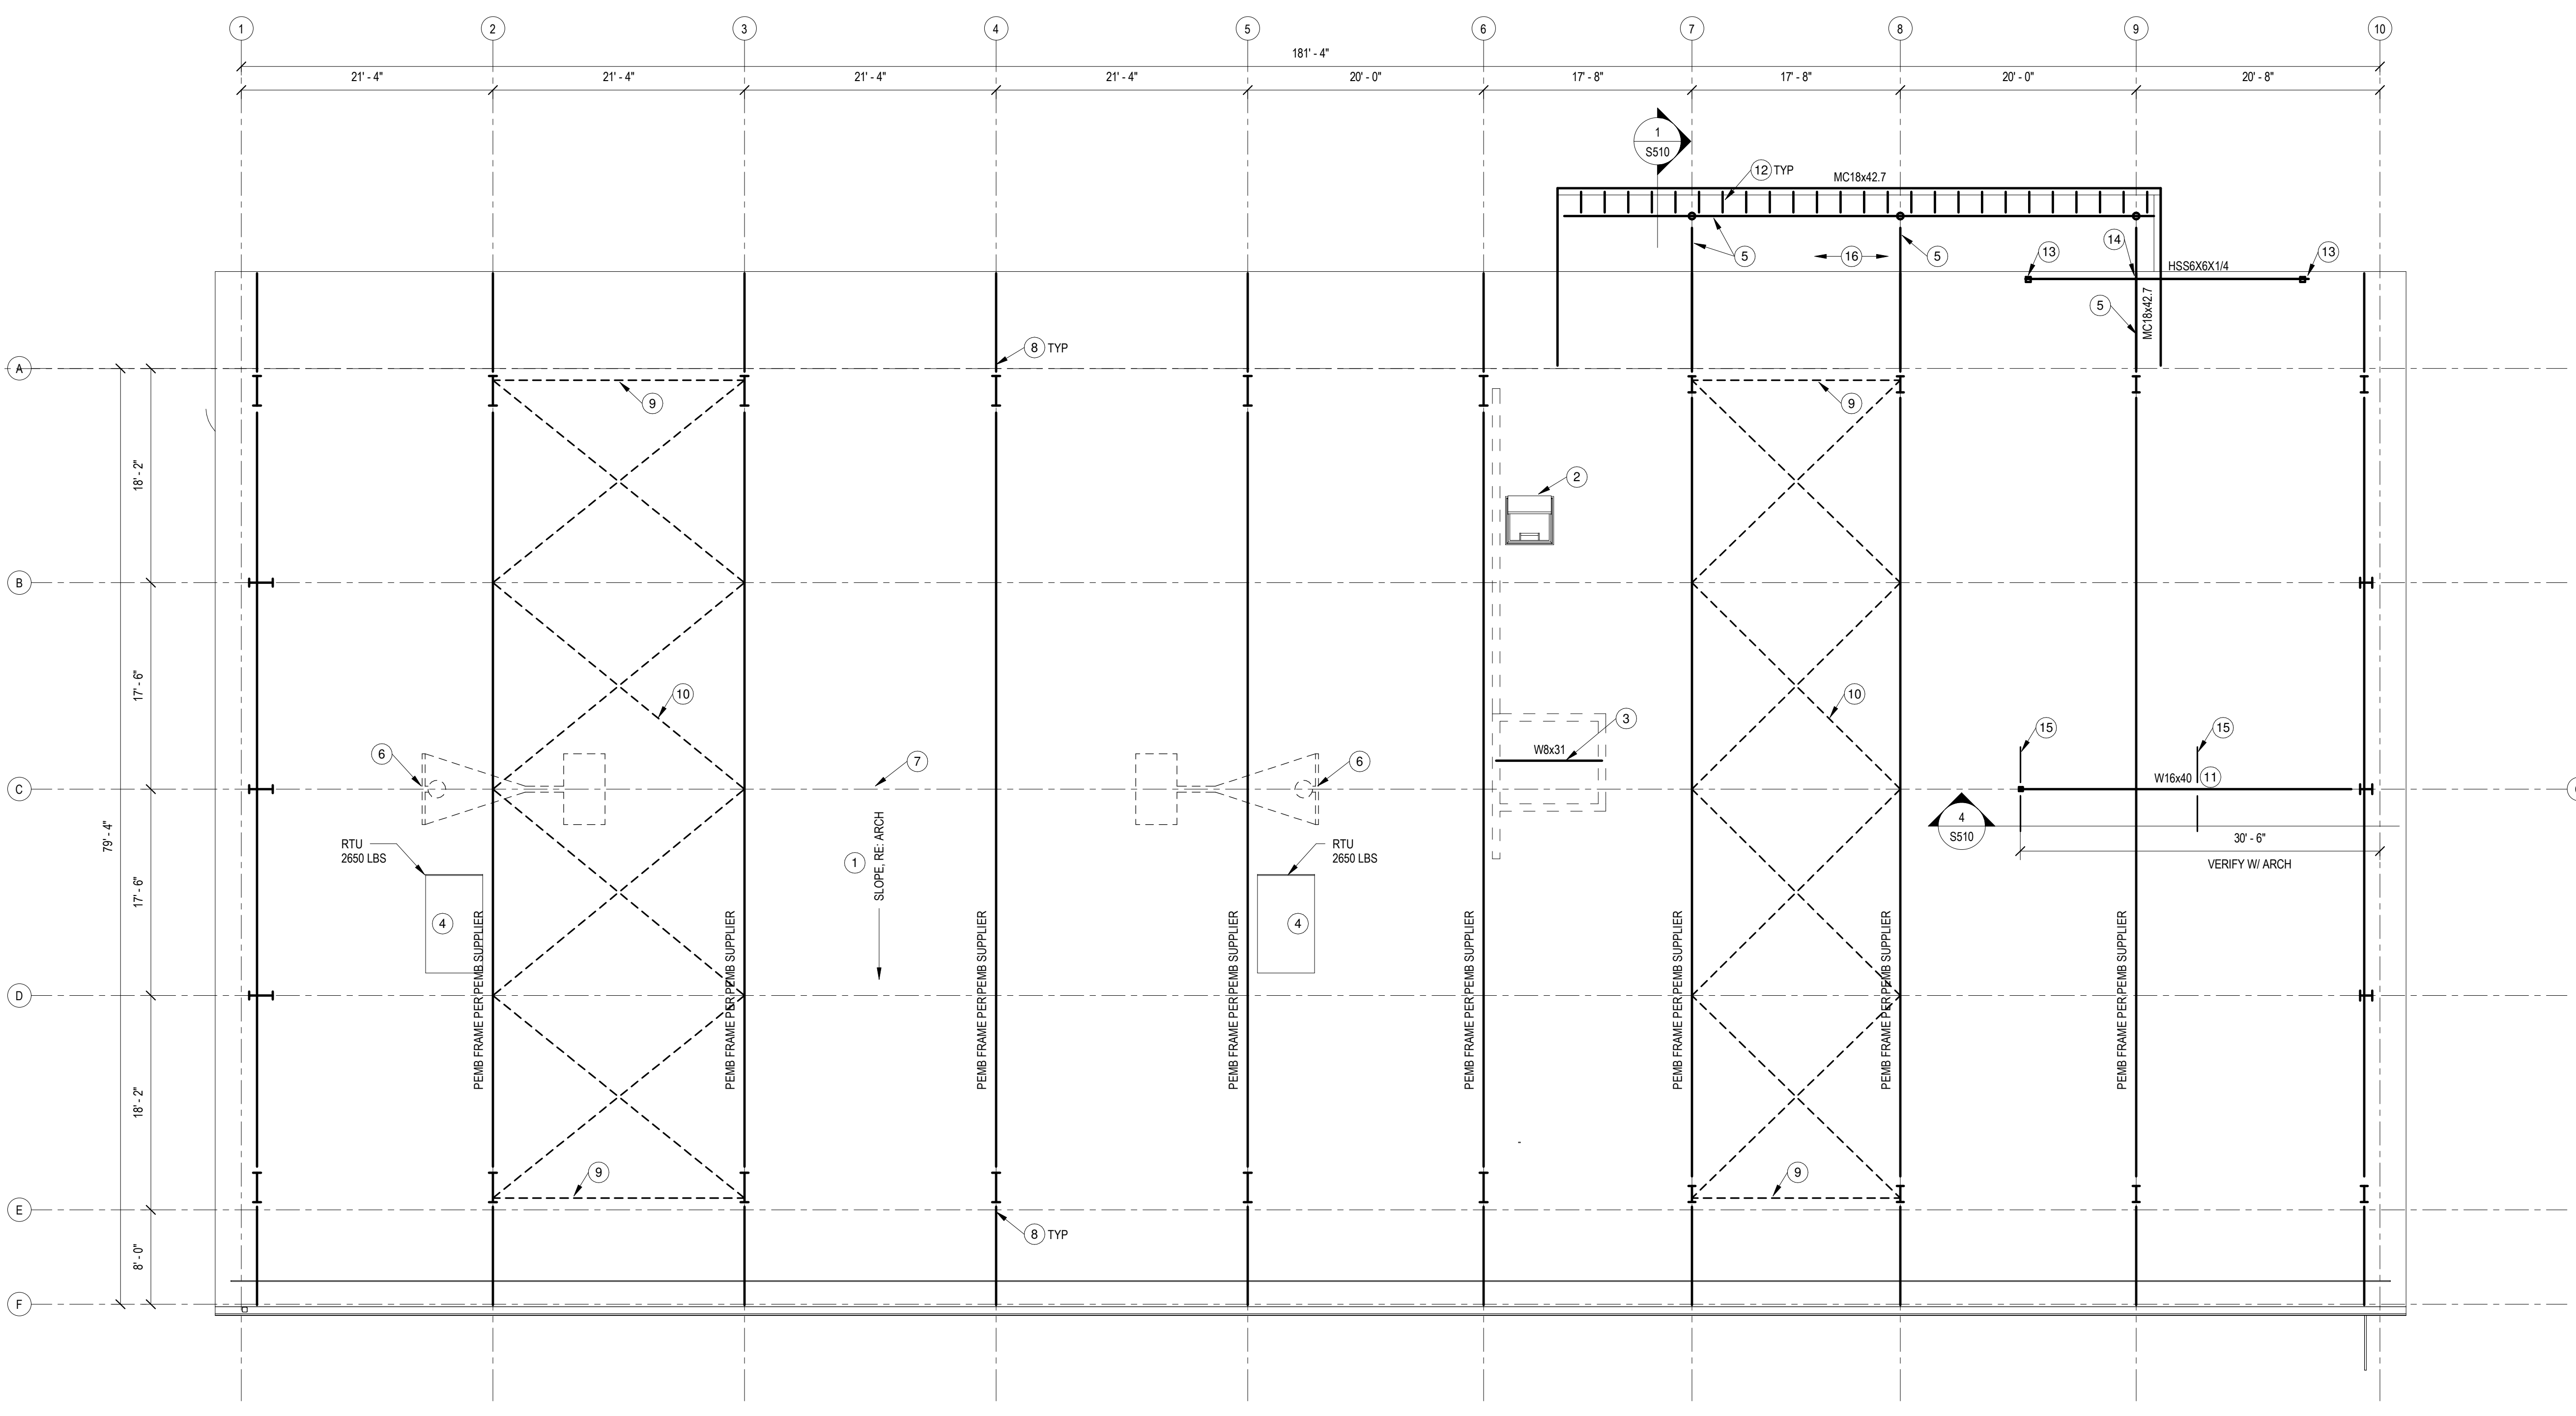 1 2 3 4 5 6 7 8 9 10
181' - 4"
21' - 4" 21' - 4" 21' - 4" 21' - 4" 20' - 0" 17' - 8" 17' - 8" 20' - 0" 20' - 8"
1
S510
12 TYP
MC18x42.7
5
16
5
14
13
13
HSS6X6X1/4
5
MC18x42.7
8 TYP
A
9
9
18' - 2"
2
B
17' - 6"
10
10
3
W8x31
6
7
6
15
15
W16x40 11
C
4
S510
30' - 6"
VERIFY W/ ARCH
79' - 4"
RTU
2650 LBS
1
SLOPE, RE: ARCH
RTU
2650 LBS
4
4
17' - 6"
D
PEMB FRAME PER PEMB SUPPLIER
PEMB FRAME PER PEMB SUPPLIER
PEMB FRAME PER PEMB SUPPLIER
PEMB FRAME PER PEMB SUPPLIER
PEMB FRAME PER PEMB SUPPLIER
PEMB FRAME PER PEMB SUPPLIER
PEMB FRAME PER PEMB SUPPLIER
PEMB FRAME PER PEMB SUPPLIER
18' - 2"
9
9
E
8 TYP
8' - 0"
F